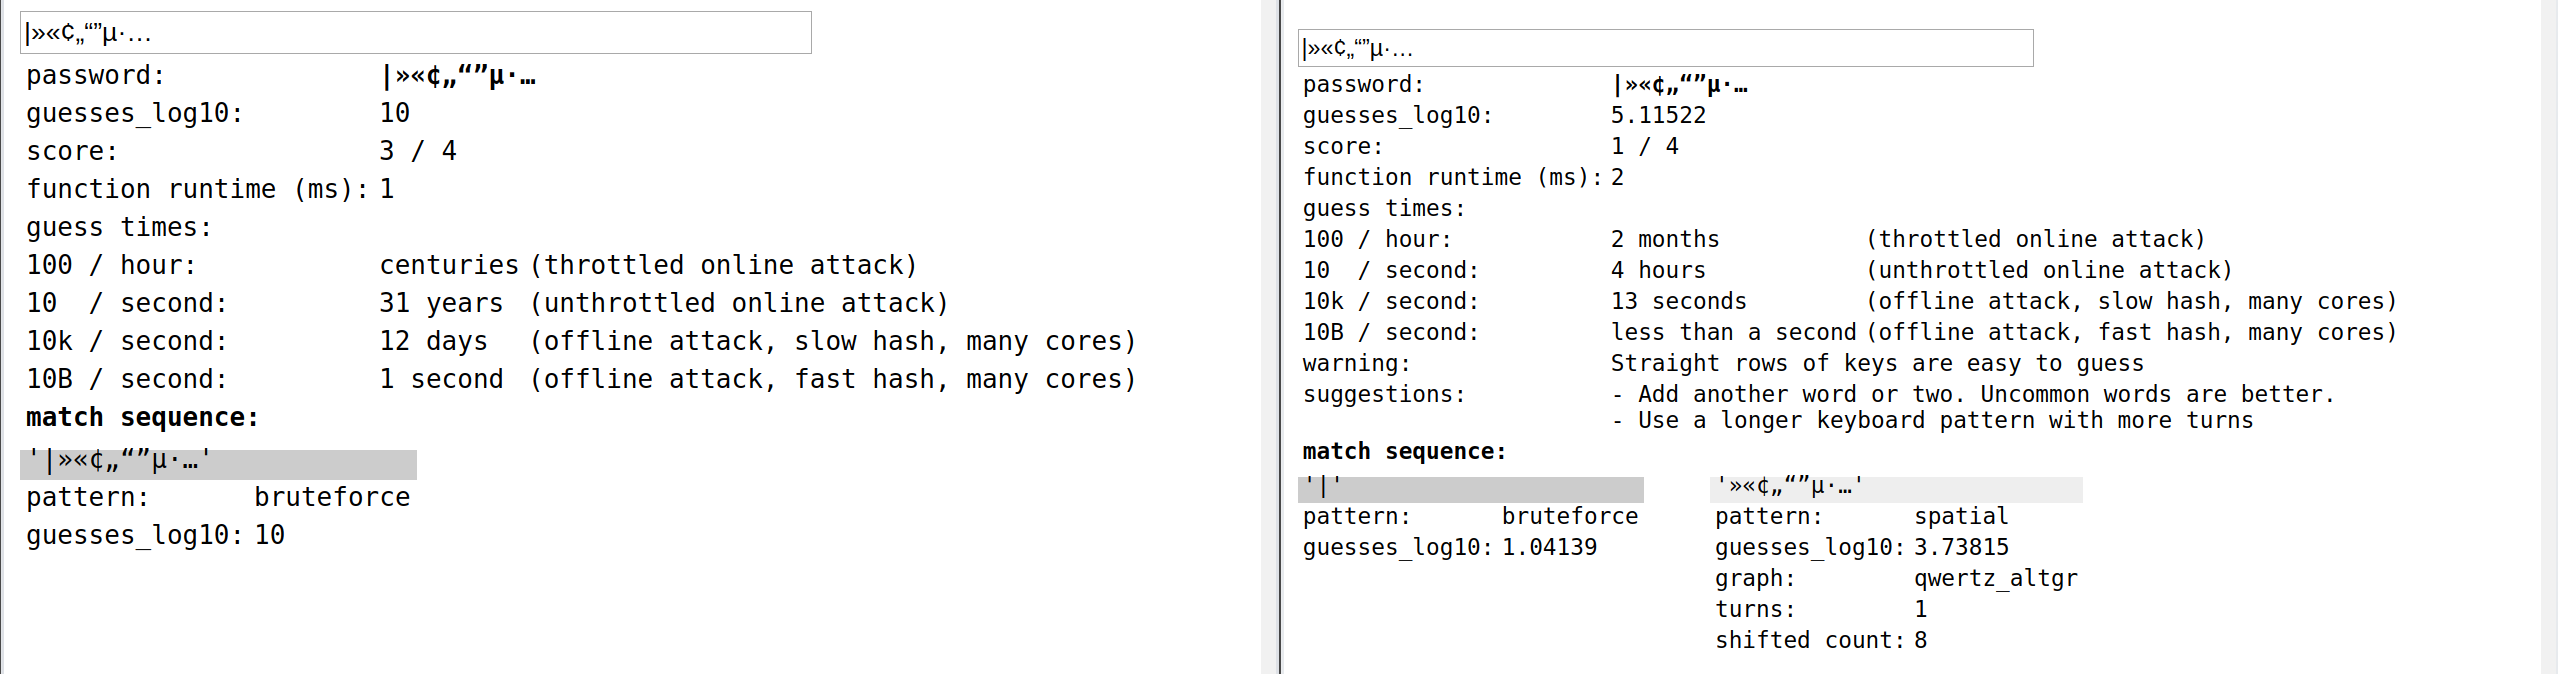 |»«¢„“”µ·…
password: |»«¢„“”µ·…
guesses_log10: 10
score: 3 / 4
function runtime (ms): 1
guess times:
100 / hour: centuries (throttled online attack)
10  / second: 31 years (unthrottled online attack)
10k / second: 12 days (offline attack, slow hash, many cores)
10B / second: 1 second (offline attack, fast hash, many cores)
match sequence:
'|»«¢„“”µ·…'
pattern: bruteforce
guesses_log10: 10
|»«¢„“”µ·…
password: |»«¢„“”µ·…
guesses_log10: 5.11522
score: 1 / 4
function runtime (ms): 2
guess times:
100 / hour: 2 months (throttled online attack)
10  / second: 4 hours (unthrottled online attack)
10k / second: 13 seconds (offline attack, slow hash, many cores)
10B / second: less than a second (offline attack, fast hash, many cores)
warning: Straight rows of keys are easy to guess
suggestions: - Add another word or two. Uncommon words are better.
- Use a longer keyboard pattern with more turns
match sequence:
'|'
pattern: bruteforce
guesses_log10: 1.04139
'»«¢„“”µ·…'
pattern: spatial
guesses_log10: 3.73815
graph: qwertz_altgr
turns: 1
shifted count: 8